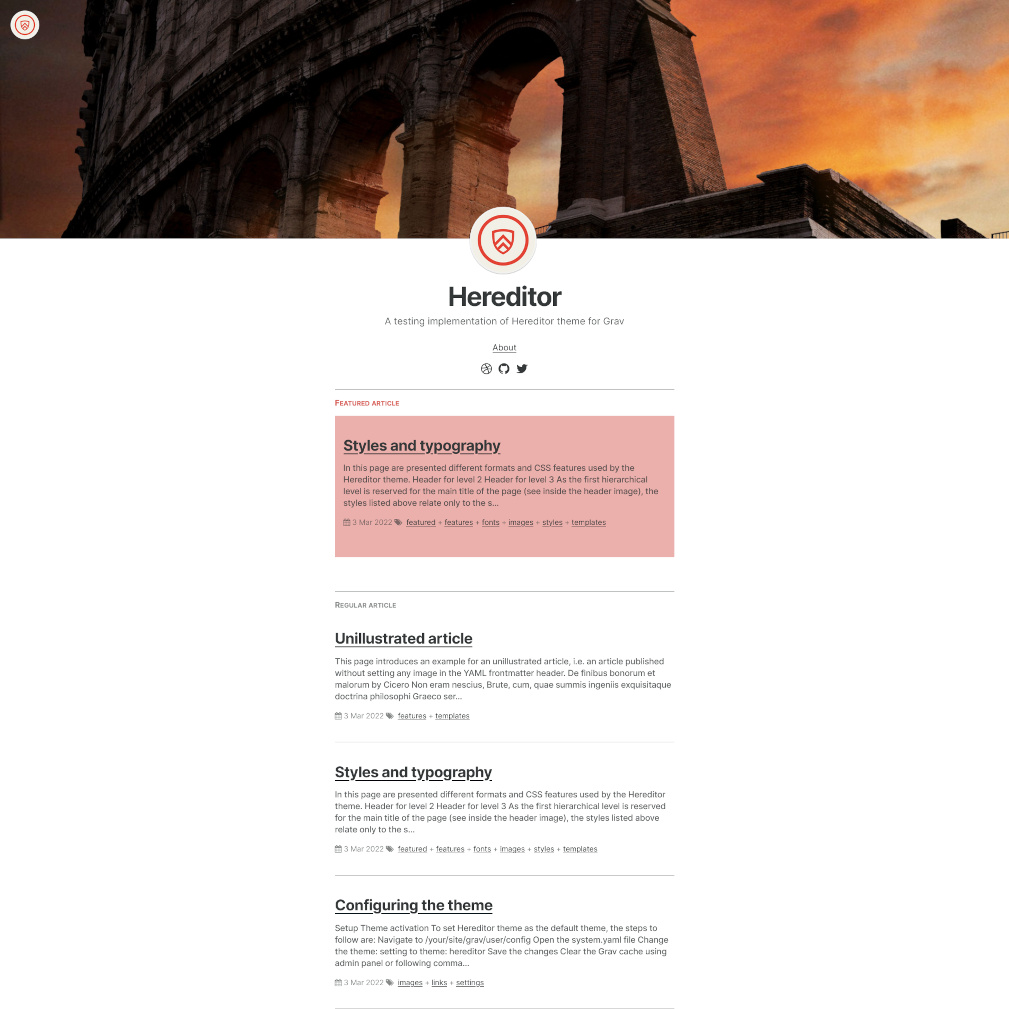 Hereditor
A testing implementation of Hereditor theme for Grav
About
Featured article
Styles and typography
In this page are presented different formats and CSS features used by the
Hereditor theme. Header for level 2 Header for level 3 As the first hierarchical
level is reserved for the main title of the page (see inside the header image), the
styles listed above relate only to the s...
3 Mar 2022 featured + features + fonts + images + styles + templates
Regular article
Unillustrated article
This page introduces an example for an unillustrated article, i.e. an article published
without setting any image in the YAML frontmatter header. De finibus bonorum et
malorum by Cicero Non eram nescius, Brute, cum, quae summis ingeniis exquisitaque
doctrina philosophi Graeco ser...
3 Mar 2022 features + templates
Styles and typography
In this page are presented different formats and CSS features used by the Hereditor
theme. Header for level 2 Header for level 3 As the first hierarchical level is reserved
for the main title of the page (see inside the header image), the styles listed above
relate only to the s...
3 Mar 2022 featured + features + fonts + images + styles + templates
Configuring the theme
Setup Theme activation To set Hereditor theme as the default theme, the steps to
follow are: Navigate to /your/site/grav/user/config Open the system.yaml file Change
the theme: setting to theme: hereditor Save the changes Clear the Grav cache using
admin panel or following comma...
3 Mar 2022 images + links + settings